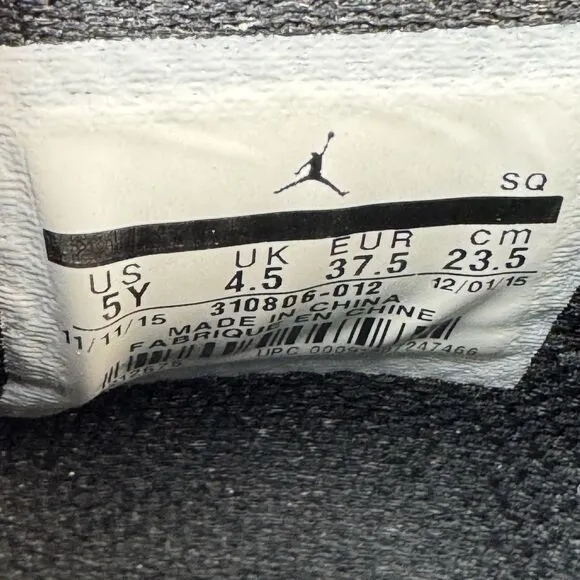 SQ
US UK EUR cm
5Y 4.5 37.5 23.5
11/11/15 310806-012 12/01/15
MADE IN CHINA
FABRIQUE EN CHINE
UPC